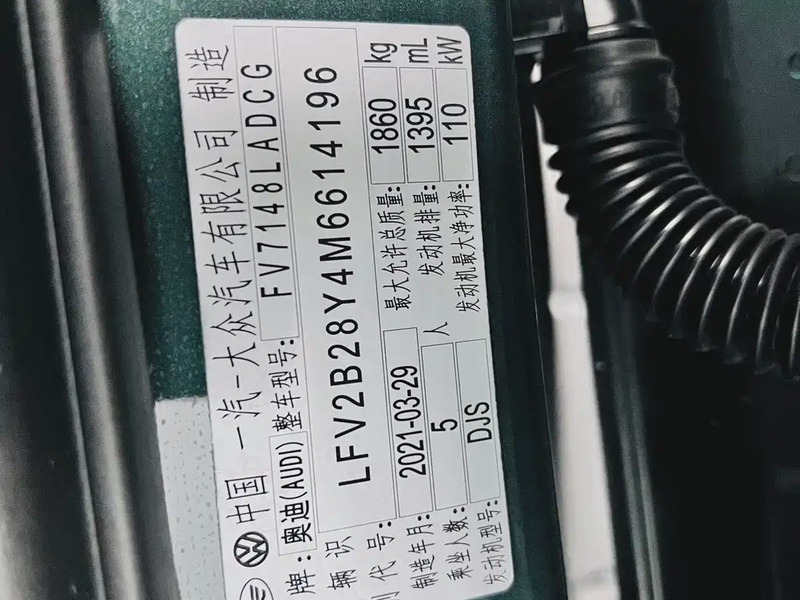 中国 一汽-大众汽车有限公司 制造
牌：奥迪(AUDI) 整车型号: FV7148LADCG
辆识 LFV2B28Y4M6614196
代号：
制造年月: 2021-03-29 最大允许总质量: 1860 kg
乘坐人数: 5 人 发动机排量: 1395 mL
发动机型号: DJS 发动机最大净功率: 110 kW